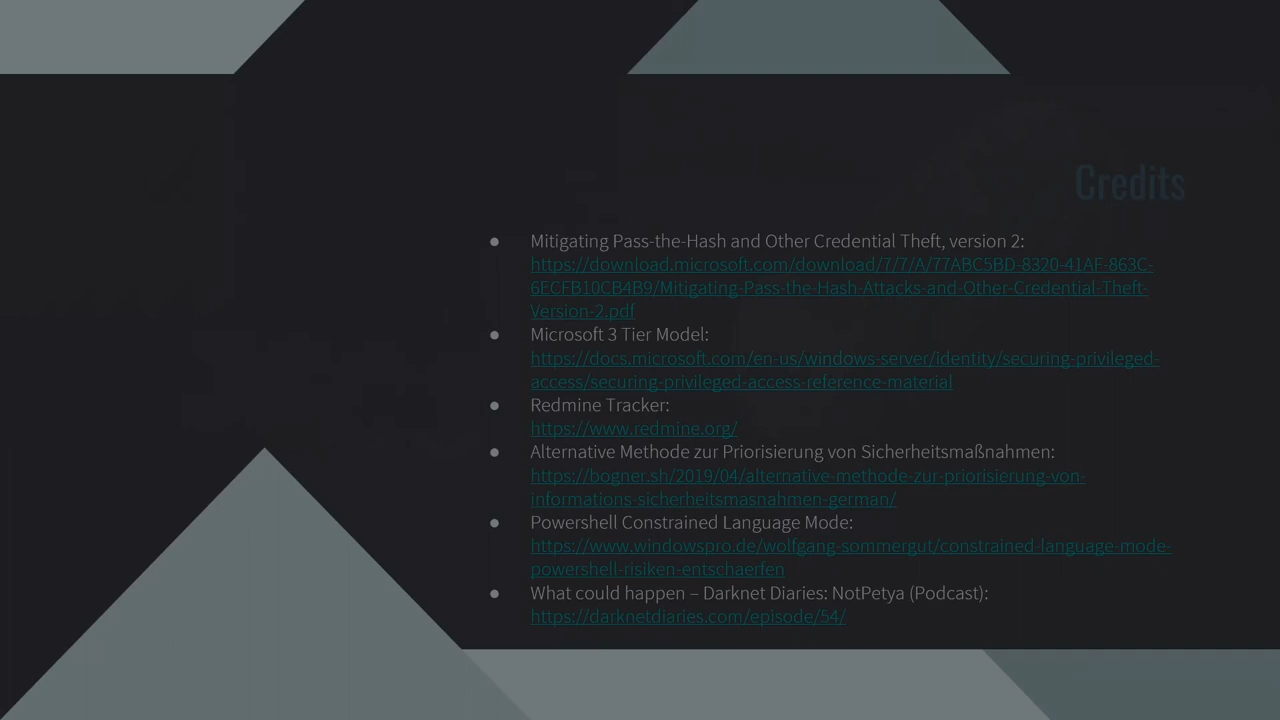 Credits
● Mitigating Pass-the-Hash and Other Credential Theft, version 2:
https://download.microsoft.com/download/7/7/A/77ABC5BD-8320-41AF-863C-
6ECFB10CB4B9/Mitigating-Pass-the-Hash-Attacks-and-Other-Credential-Theft-
Version-2.pdf
● Microsoft 3 Tier Model:
https://docs.microsoft.com/en-us/windows-server/identity/securing-privileged-
access/securing-privileged-access-reference-material
● Redmine Tracker:
https://www.redmine.org/
● Alternative Methode zur Priorisierung von Sicherheitsmaßnahmen:
https://bogner.sh/2019/04/alternative-methode-zur-priorisierung-von-
informations-sicherheitsmasnahmen-german/
● Powershell Constrained Language Mode:
https://www.windowspro.de/wolfgang-sommergut/constrained-language-mode-
powershell-risiken-entschaerfen
● What could happen – Darknet Diaries: NotPetya (Podcast):
https://darknetdiaries.com/episode/54/